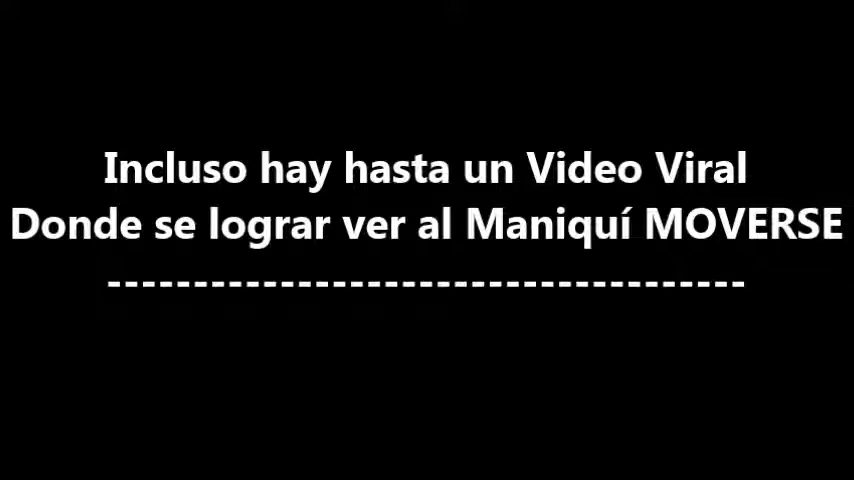 Incluso hay hasta un Video Viral
Donde se lograr ver al Maniquí MOVERSE
-------------------------------------